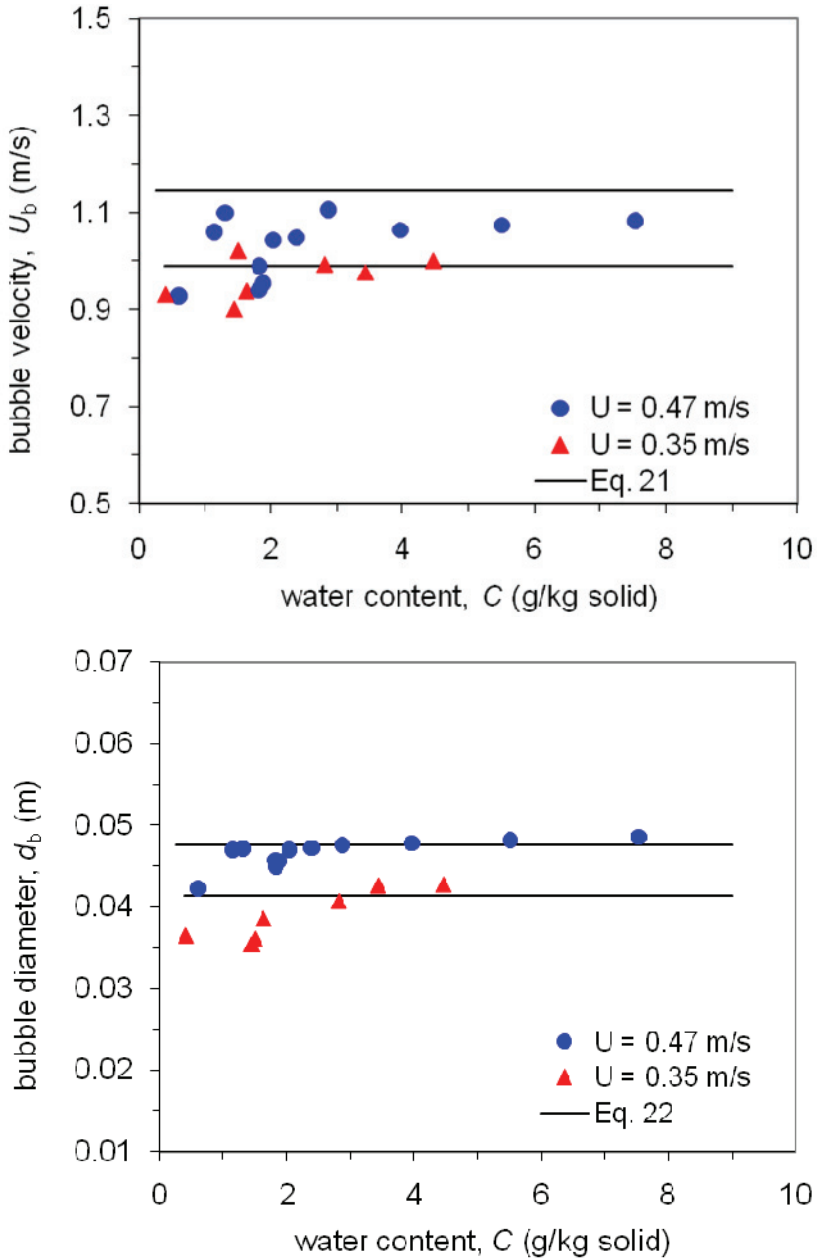 1.5
1.3
1.1
0.9
0.7
0.5
bubble velocity, U_b (m/s)
U = 0.47 m/s
U = 0.35 m/s
Eq. 21
0 2 4 6 8 10
water content, C (g/kg solid)
0.07
0.06
0.05
0.04
0.03
0.02
0.01
bubble diameter, d_b (m)
U = 0.47 m/s
U = 0.35 m/s
Eq. 22
0 2 4 6 8 10
water content, C (g/kg solid)